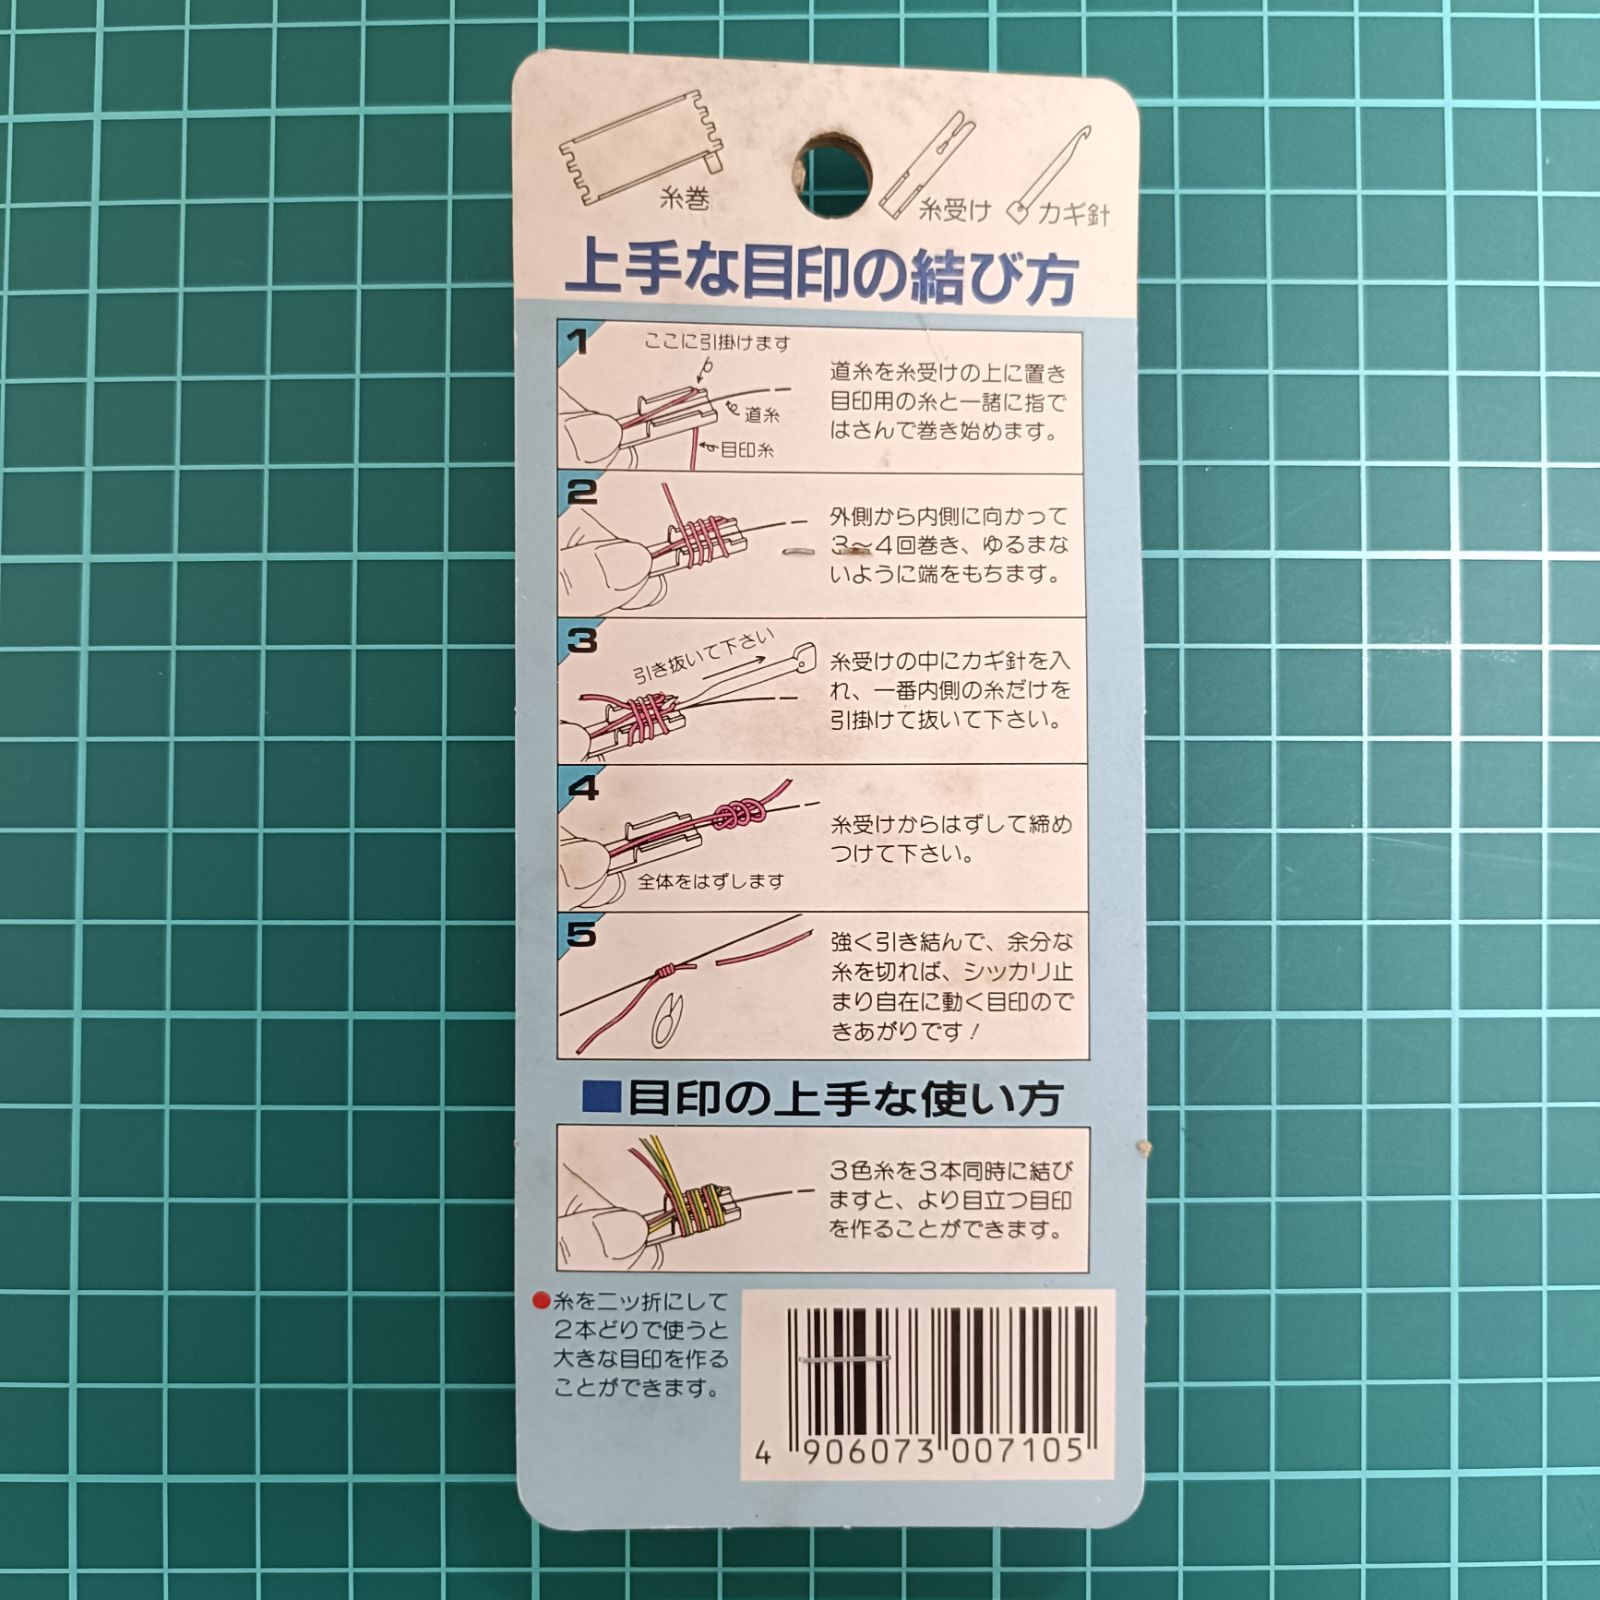 糸巻
糸受け
カギ針
上手な目印の結び方
1
ここに引掛けます
道糸
目印糸
道糸を糸受けの上に置き
目印用の糸と一諸に指で
はさんで巻き始めます。
2
外側から内側に向かって
3〜4回巻き、ゆるまな
いように端をもちます。
3
引き抜いて下さい
糸受けの中にカギ針を入
れ、一番内側の糸だけを
引掛けて抜いて下さい。
4
全体をはずします
糸受けからはずして締め
つけて下さい。
5
強く引き結んで、余分な
糸を切れば、シッカリ止
まり自在に動く目印ので
きあがりです!
■目印の上手な使い方
3色糸を3本同時に結び
ますと、より目立つ目印
を作ることができます。
●糸を二ッ折にして
2本どりで使うと
大きな目印を作る
ことができます。
4 906073 007105